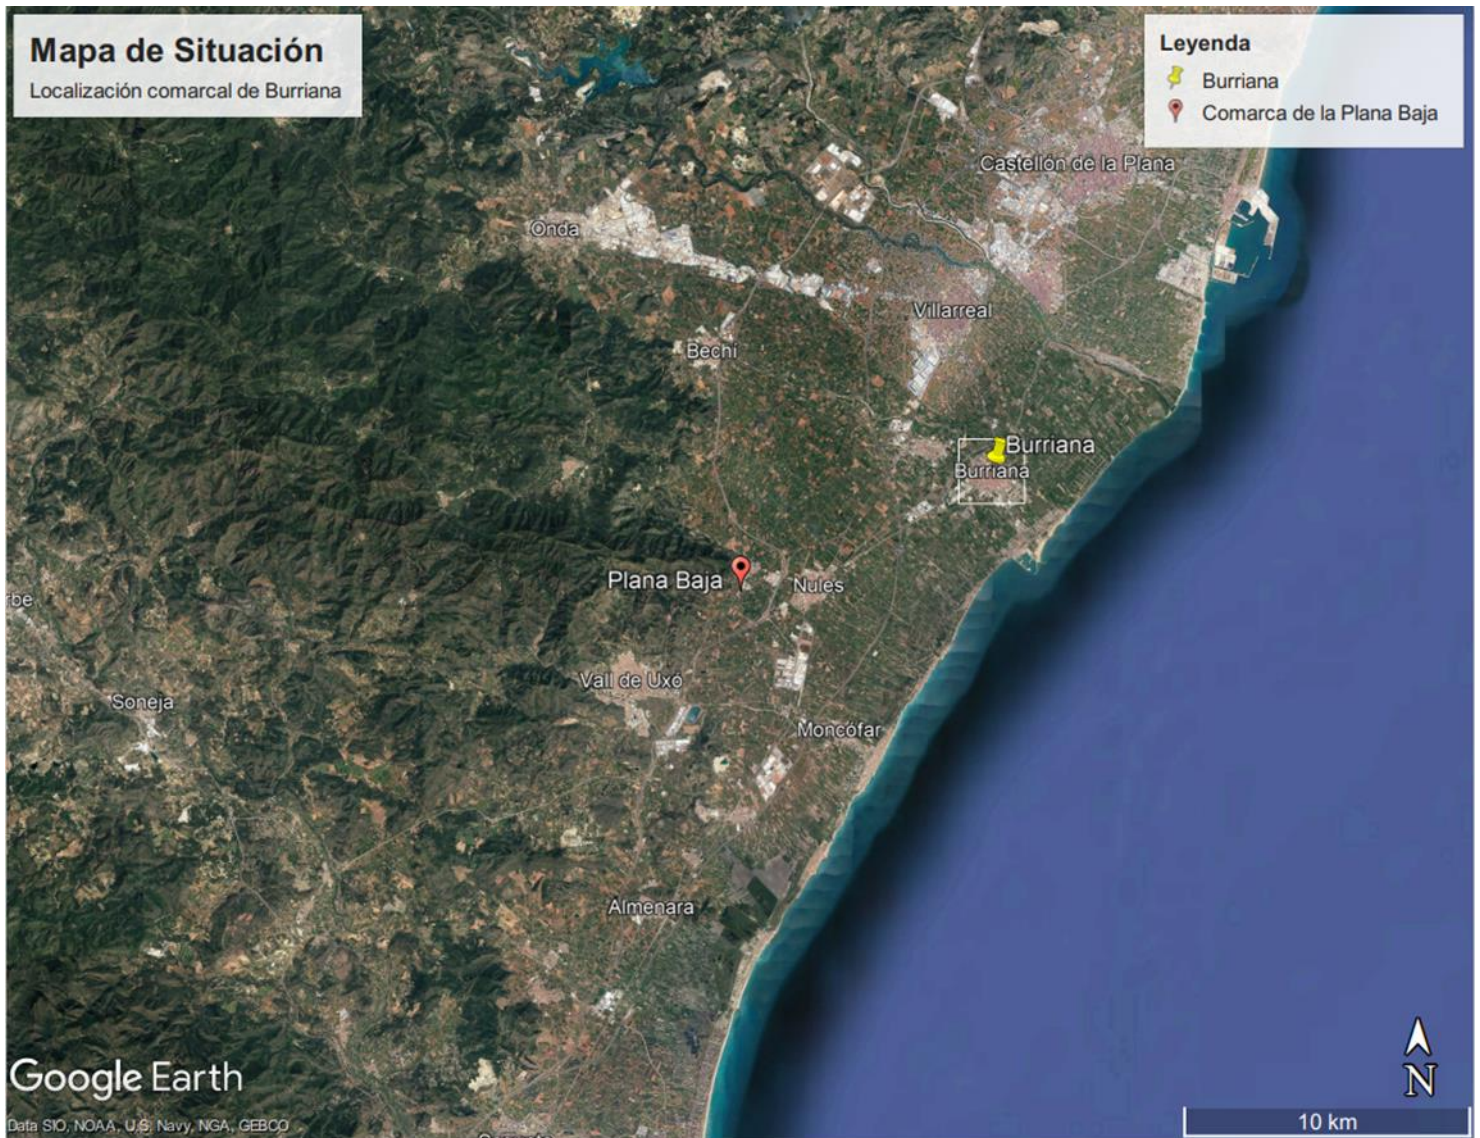 Mapa de Situación
Localización comarcal de Burriana
Leyenda
Burriana
Comarca de la Plana Baja
Castellón de la Plana
Onda
Villarreal
Bechí
Burriana
Burriana
Plana Baja
Nules
rbe
Vall de Uxó
Soneja
Moncófar
Almenara
Google Earth
Data SIO, NOAA, U.S. Navy, NGA, GEBCO
N
10 km